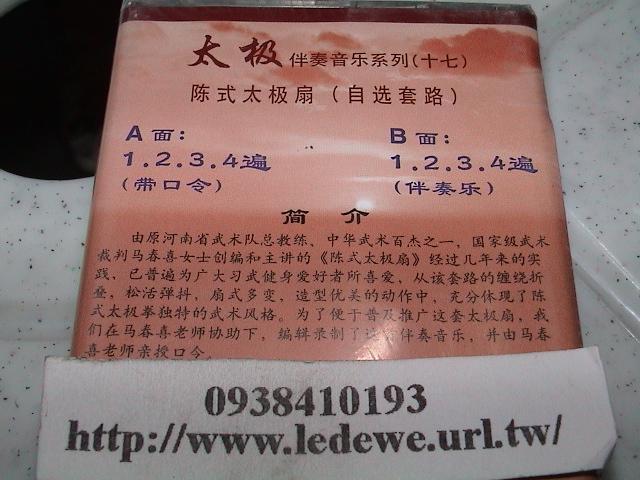 太极 伴奏音乐系列(十七)
陈式太极扇（自选套路）
A面：
1.2.3.4遍
(带口令)
B面：
1.2.3.4遍
(伴奏乐)
简 介
由原河南省武术队总教练、中华武术百杰之一，国家级武术
裁判马春喜女士创编和主讲的《陈式太极扇》经过几年来的实
践，已普遍为广大习武健身爱好者所喜爱，从该套路的缠绕折
叠，松活弹抖，扇式多变，造型优美的动作中，充分体现了陈
式太极拳独特的武术风格。为了便于普及推广这套太极扇，我
们在马春喜老师协助下，编辑录制了这套伴奏音乐，并由马春
喜老师亲授口令。
0938410193
http://www.ledewe.url.tw/